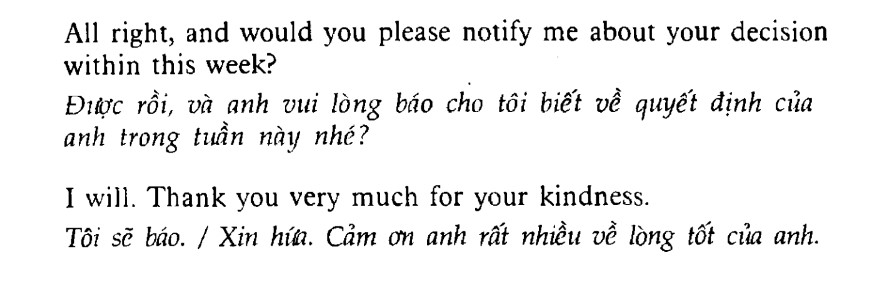 All right, and would you please notify me about your decision
within this week?
Được rồi, và anh vui lòng báo cho tôi biết về quyết định của
anh trong tuần này nhé?
I will. Thank you very much for your kindness.
Tôi sẽ báo. / Xin hứa. Cảm ơn anh rất nhiều về lòng tốt của anh.